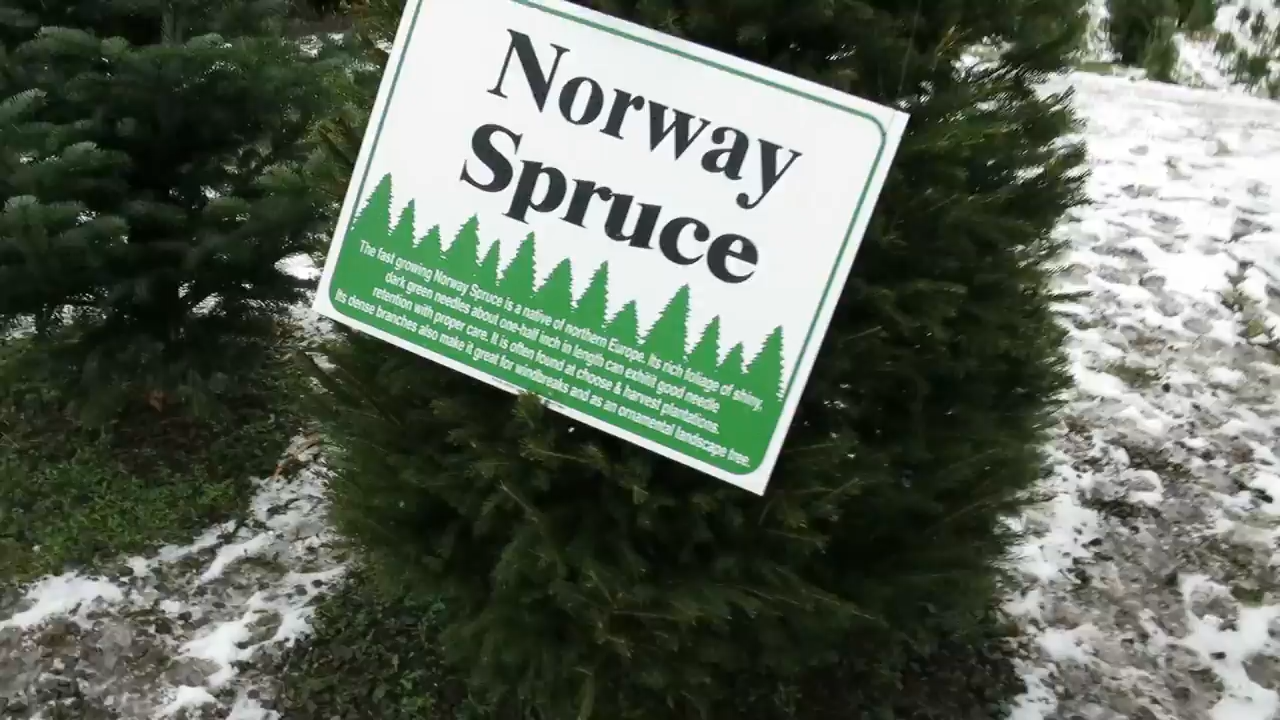 Norway
Spruce
The fast growing Norway Spruce is a native of northern Europe. Its rich foliage of shiny,
dark green needles about one-half inch in length can exhibit good needle
retention with proper care. It is often found at choose & harvest plantations.
Its dense branches also make it great for windbreaks and as an ornamental landscape tree.